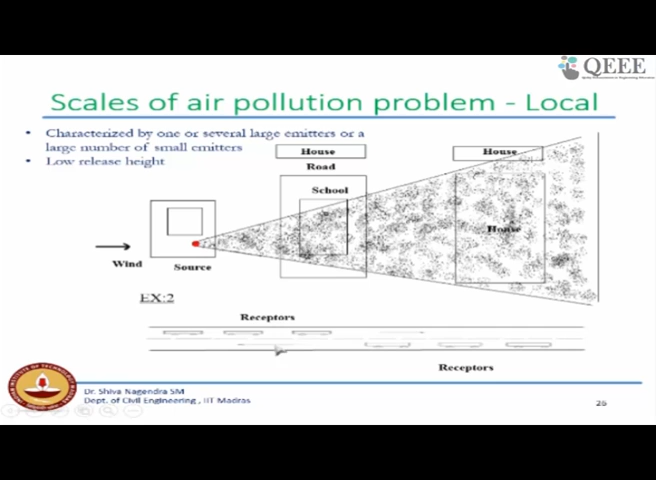 QEEE
Scales of air pollution problem - Local
• Characterized by one or several large emitters or a
large number of small emitters
• Low release height
House
House
Road
School
House
Wind
Source
EX:2
Receptors
Receptors
Dr. Shiva Nagendra SM
Dept. of Civil Engineering , IIT Madras
26